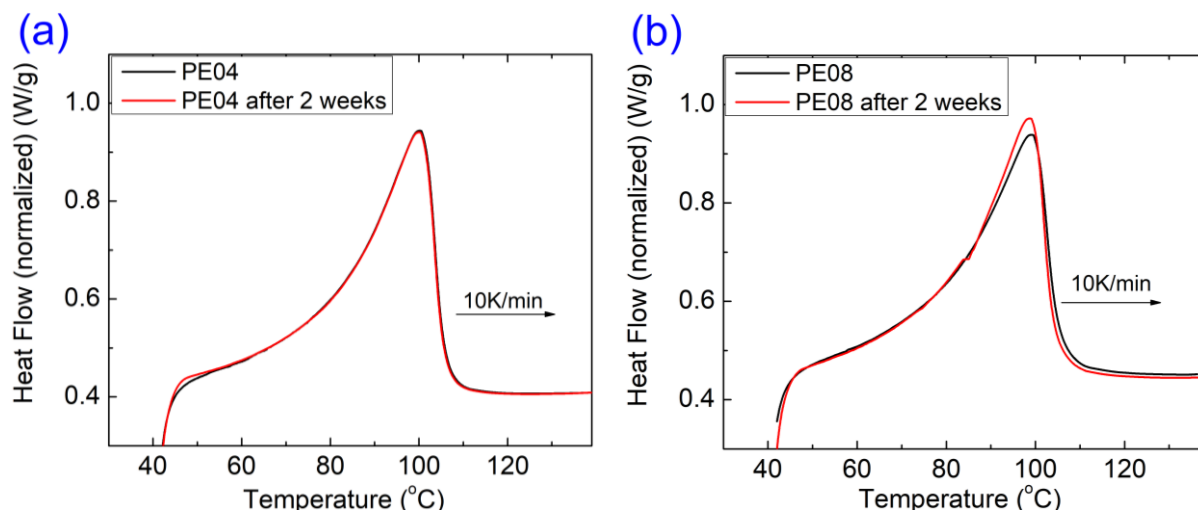 (a)
PE04
PE04 after 2 weeks
Heat Flow (normalized) (W/g)
1.0
0.8
0.6
0.4
10K/min
40 60 80 100 120
Temperature (°C)
(b)
PE08
PE08 after 2 weeks
Heat Flow (normalized) (W/g)
1.0
0.8
0.6
0.4
10K/min
40 60 80 100 120
Temperature (°C)